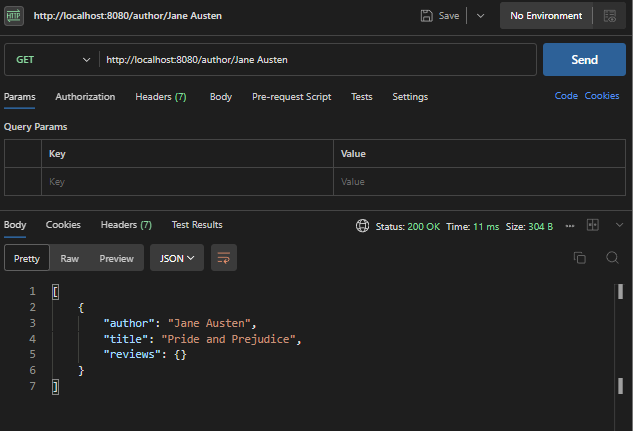 HTTP http://localhost:8080/author/Jane Austen Save No Environment
GET http://localhost:8080/author/Jane Austen Send
Params Authorization Headers (7) Body Pre-request Script Tests Settings Code Cookies
Query Params
Key Value
Key Value
Body Cookies Headers (7) Test Results Status: 200 OK Time: 11 ms Size: 304 B
Pretty Raw Preview JSON
1 [
2 {
3 "author": "Jane Austen",
4 "title": "Pride and Prejudice",
5 "reviews": {}
6 }
7 ]